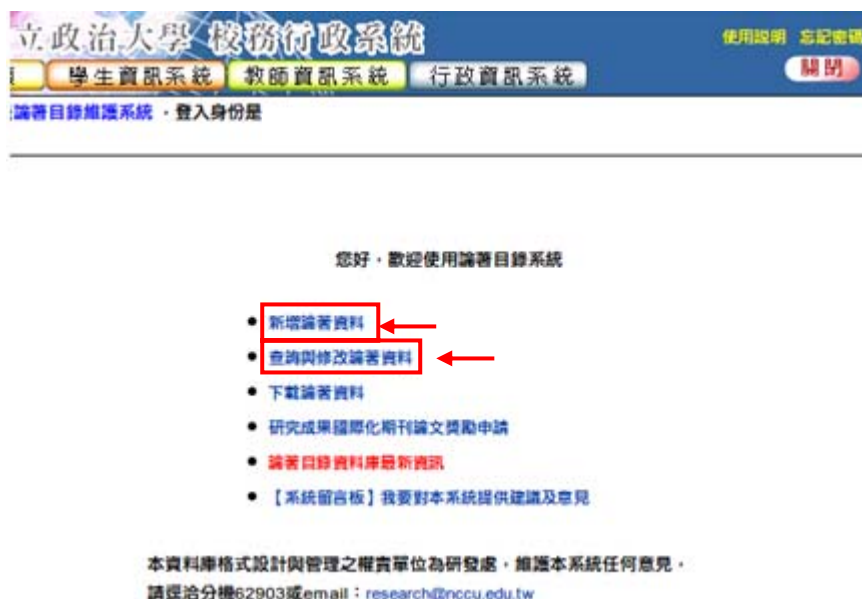 立政治大學 校務行政系統
使用說明 忘記密碼
學生資訊系統 教師資訊系統 行政資訊系統
關閉
論著目錄維護系統 ‧登入身份是
您好,歡迎使用論著目錄系統
新增論著資料
查詢與修改論著資料
下載論著資料
研究成果國際化期刊論文獎勵申請
論著目錄資料庫最新資訊
【系統留言板】我要對本系統提供建議及意見
本資料庫格式設計與管理之權責單位為研發處,維護本系統任何意見,
請逕洽分機62903或email:research@nccu.edu.tw